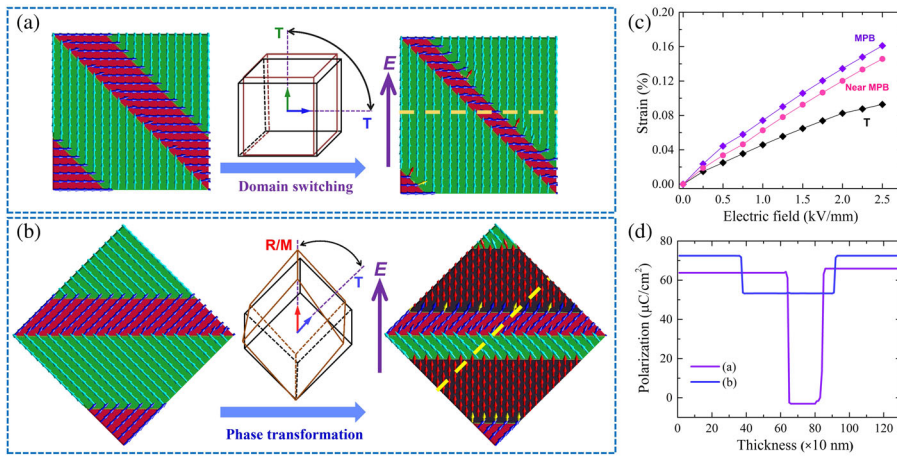 (a)
T
T
E
Domain switching
(b)
R/M
T
E
Phase transformation
(c)
0.16
0.12
0.08
0.04
0.00
Strain (%)
MPB
Near MPB
T
0.0 0.5 1.0 1.5 2.0 2.5
Electric field (kV/mm)
(d)
80
60
40
20
0
Polarization (μC/cm²)
(a)
(b)
0 20 40 60 80 100 120
Thickness (×10 nm)